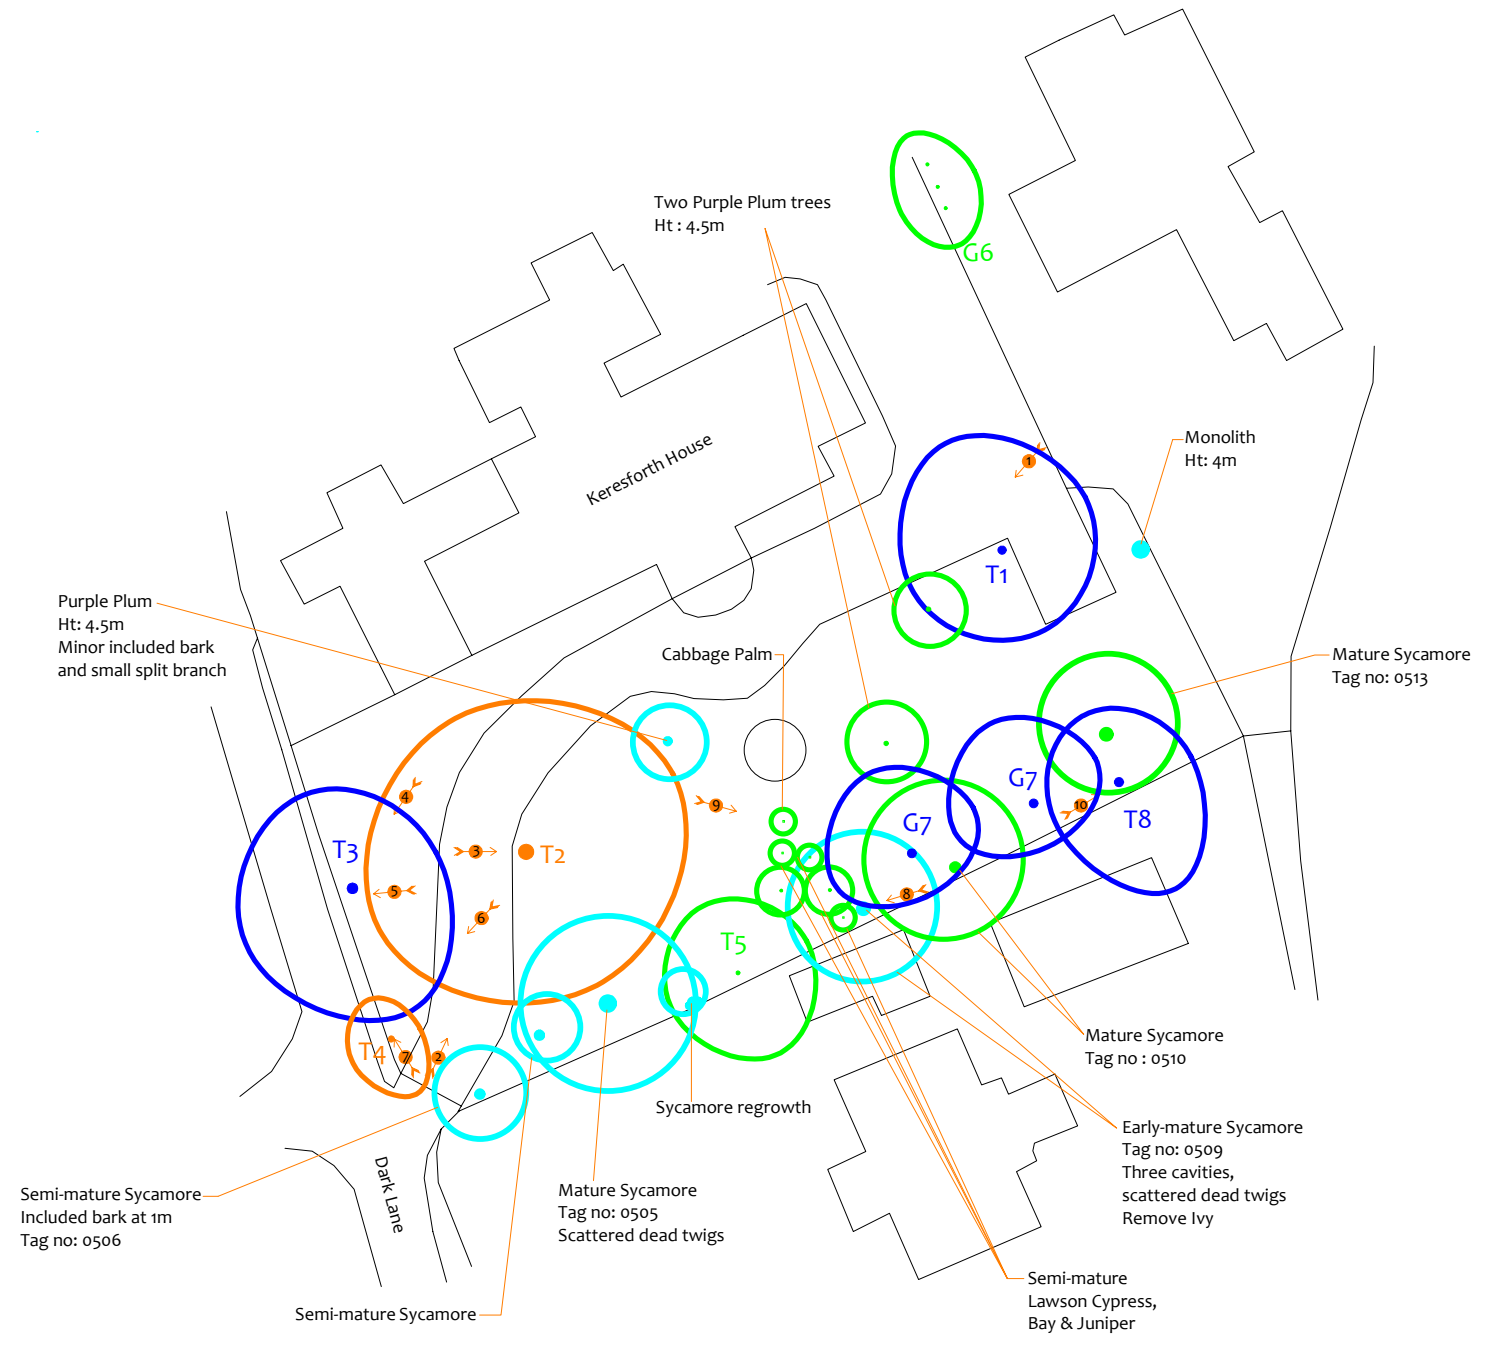 Two Purple Plum trees
Ht : 4.5m
G6
Keresforth House
Monolith
Ht: 4m
1
T1
Purple Plum
Ht: 4.5m
Minor included bark
and small split branch
Cabbage Palm
Mature Sycamore
Tag no: 0513
4
9
10
G7
T8
G7
T3
3
T2
5
6
8
T5
T4
7
2
Mature Sycamore
Tag no : 0510
Sycamore regrowth
Early-mature Sycamore
Tag no: 0509
Three cavities,
scattered dead twigs
Remove Ivy
Dark Lane
Semi-mature Sycamore
Included bark at 1m
Tag no: 0506
Mature Sycamore
Tag no: 0505
Scattered dead twigs
Semi-mature Sycamore
Semi-mature
Lawson Cypress,
Bay & Juniper